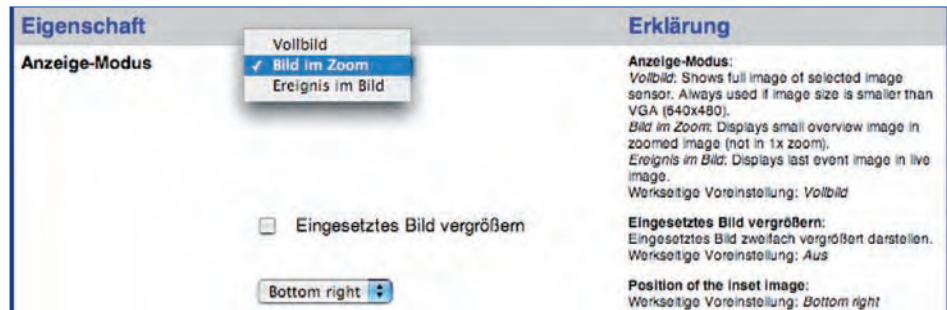 Eigenschaft
Erklärung
Anzeige-Modus
Vollbild
✓ Bild im Zoom
Ereignis im Bild
Anzeige-Modus:
Vollbild: Shows full image of selected image
sensor. Always used if image size is smaller than
VGA (640x480).
Bild im Zoom: Displays small overview image in
zoomed image (not in 1x zoom).
Ereignis im Bild: Displays last event image in live
image.
Werkseitige Voreinstellung: Vollbild
Eingesetztes Bild vergrößern
Eingesetztes Bild vergrößern:
Eingesetztes Bild zweifach vergrößert darstellen.
Werkseitige Voreinstellung: Aus
Bottom right
Position of the inset image:
Werkseitige Voreinstellung: Bottom right